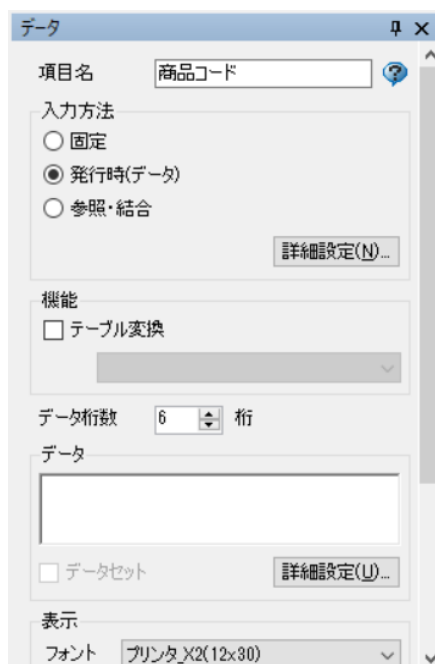 データ
項目名 商品コード
入力方法
固定
発行時(データ)
参照・結合
詳細設定(N)...
機能
テーブル変換
データ桁数 6 桁
データ
データセット 詳細設定(U)...
表示
フォント プリンタ_X2(12x30)